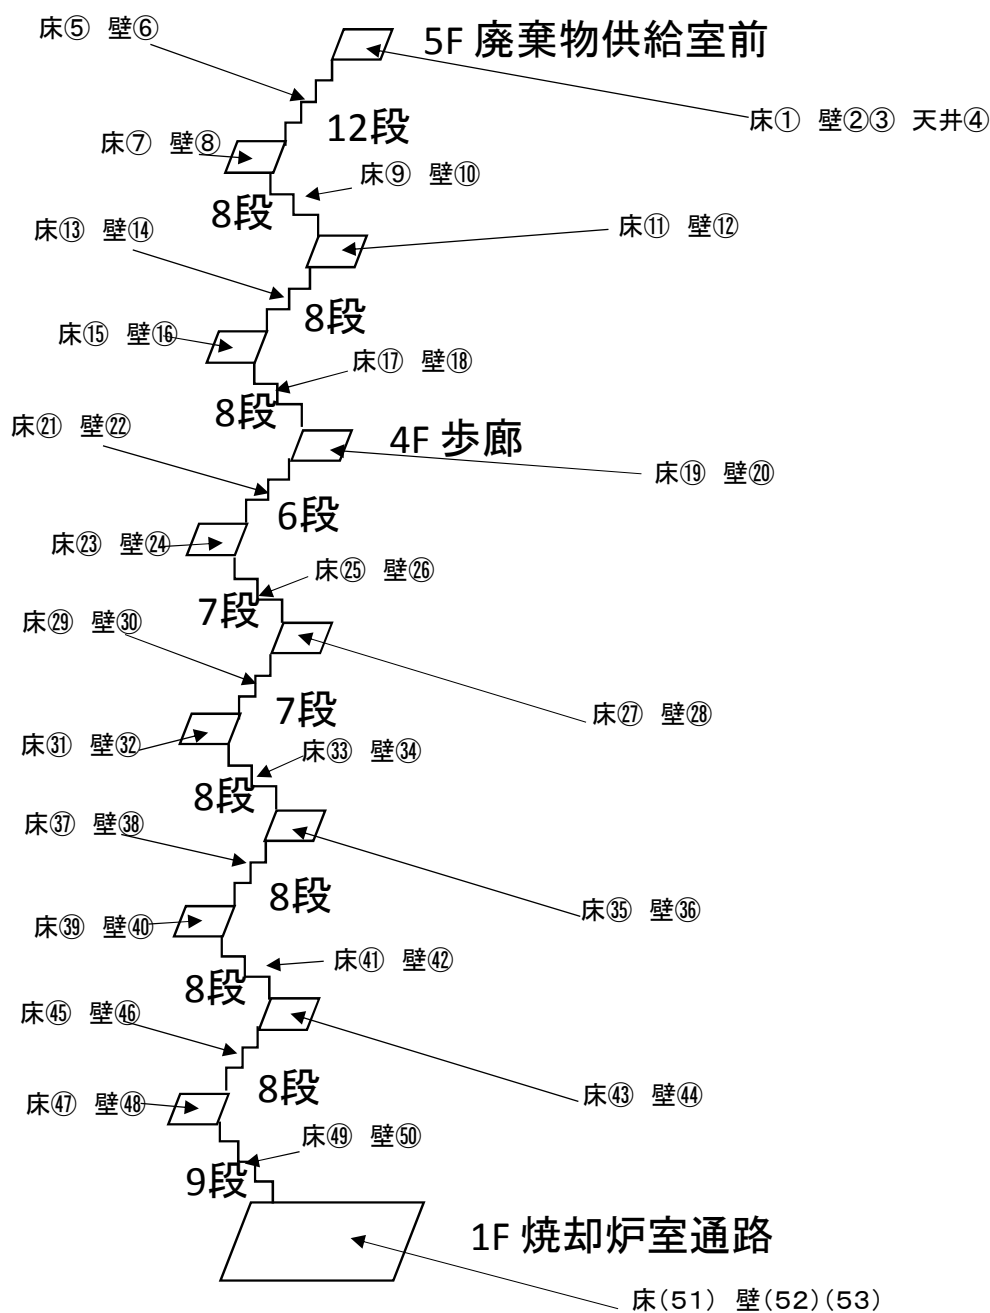 床⑤ 壁⑥
5F 廃棄物供給室前
12段
床① 壁②③ 天井④
床⑦ 壁⑧
床⑨ 壁⑩
8段
床⑬ 壁⑭
床⑪ 壁⑫
8段
床⑮ 壁⑯
床⑰ 壁⑱
8段
床㉑ 壁㉒
4F 歩廊
床⑲ 壁⑳
6段
床㉓ 壁㉔
床㉕ 壁㉖
7段
床㉙ 壁㉚
7段
床㉗ 壁㉘
床㉛ 壁㉜
床㉝ 壁㉞
8段
床㊲ 壁㊳
8段
床㉟ 壁㊱
床㊴ 壁㊵
床㊶ 壁㊷
8段
床㊺ 壁㊻
8段
床㊸ 壁㊹
床㊼ 壁㊽
床㊾ 壁㊿
9段
1F 焼却炉室通路
床(51) 壁(52)(53)